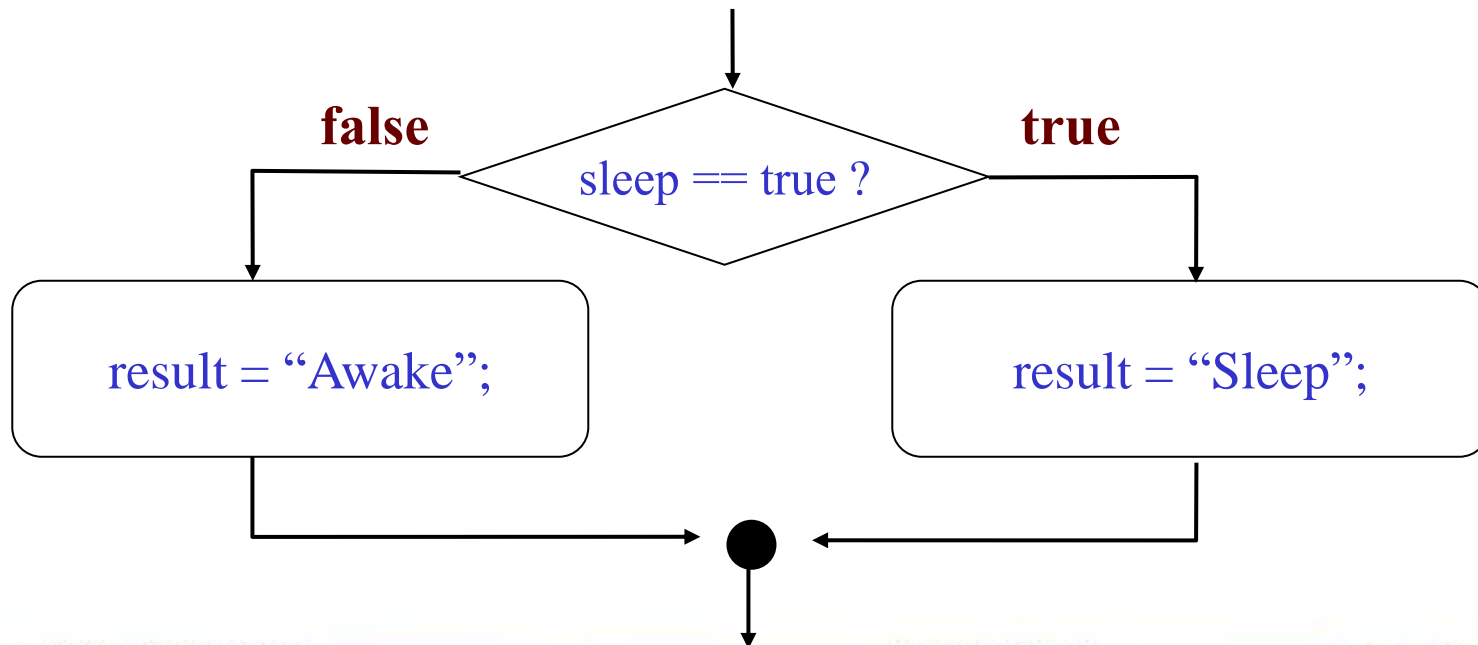 false
true
sleep == true ?
result = “Awake”;
result = “Sleep”;